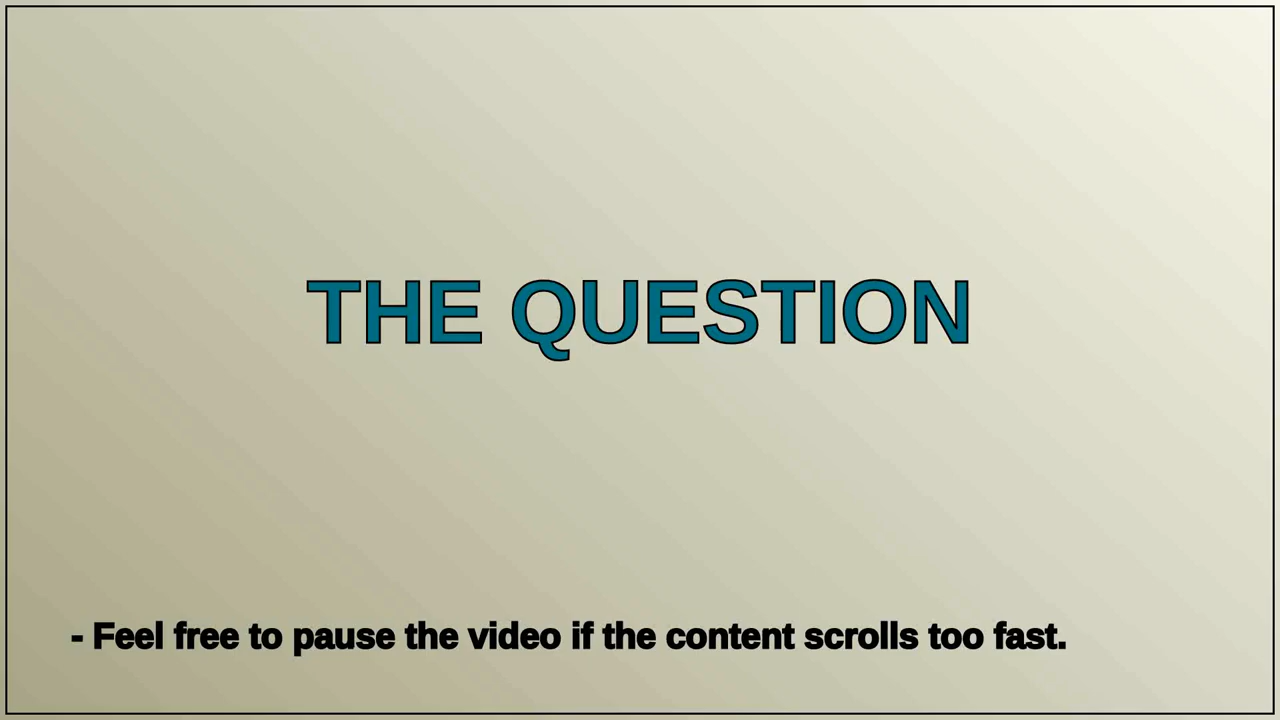 THE QUESTION
- Feel free to pause the video if the content scrolls too fast.